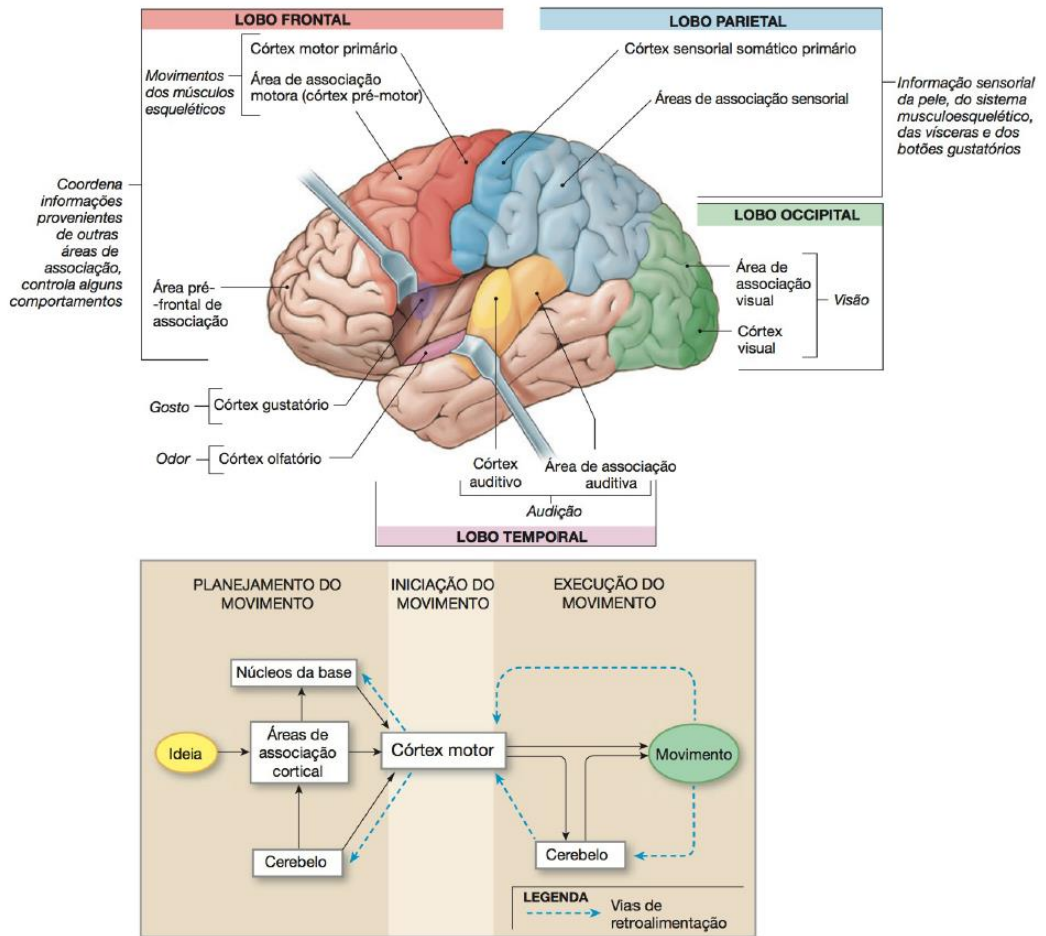 LOBO FRONTAL
LOBO PARIETAL
Córtex motor primário
Área de associação
motora (córtex pré-motor)
Movimentos
dos músculos
esqueléticos
Córtex sensorial somático primário
Áreas de associação sensorial
Informação sensorial
da pele, do sistema
musculoesquelético,
das vísceras e dos
botões gustatórios
Coordena
informações
provenientes
de outras
áreas de
associação,
controla alguns
comportamentos
Área pré-
-frontal de
associação
LOBO OCCIPITAL
Área de
associação
visual
Córtex
visual
Visão
Gosto
Córtex gustatório
Odor
Córtex olfatório
Córtex
auditivo
Área de associação
auditiva
Audição
LOBO TEMPORAL
PLANEJAMENTO DO
MOVIMENTO
INICIAÇÃO DO
MOVIMENTO
EXECUÇÃO DO
MOVIMENTO
Núcleos da base
Ideia
Áreas de
associação
cortical
Córtex motor
Movimento
Cerebelo
Cerebelo
LEGENDA
Vias de
retroalimentação